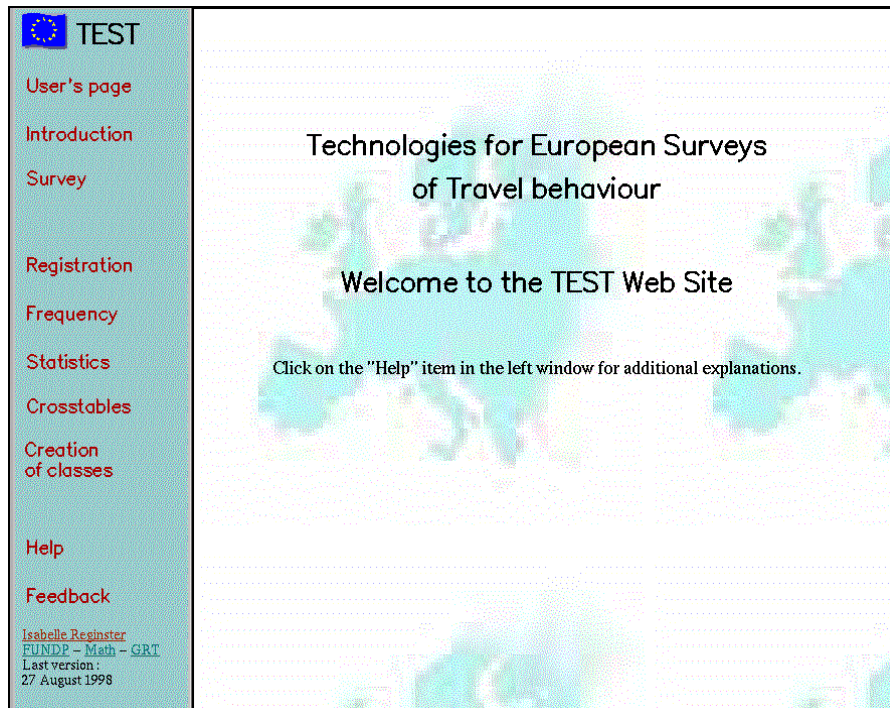 TEST
User's page
Introduction
Survey
Registration
Frequency
Statistics
Crosstables
Creation
of classes
Help
Feedback
Isabelle Reginster
FUNDP – Math – GRT
Last version :
27 August 1998
Technologies for European Surveys
of Travel behaviour
Welcome to the TEST Web Site
Click on the "Help" item in the left window for additional explanations.